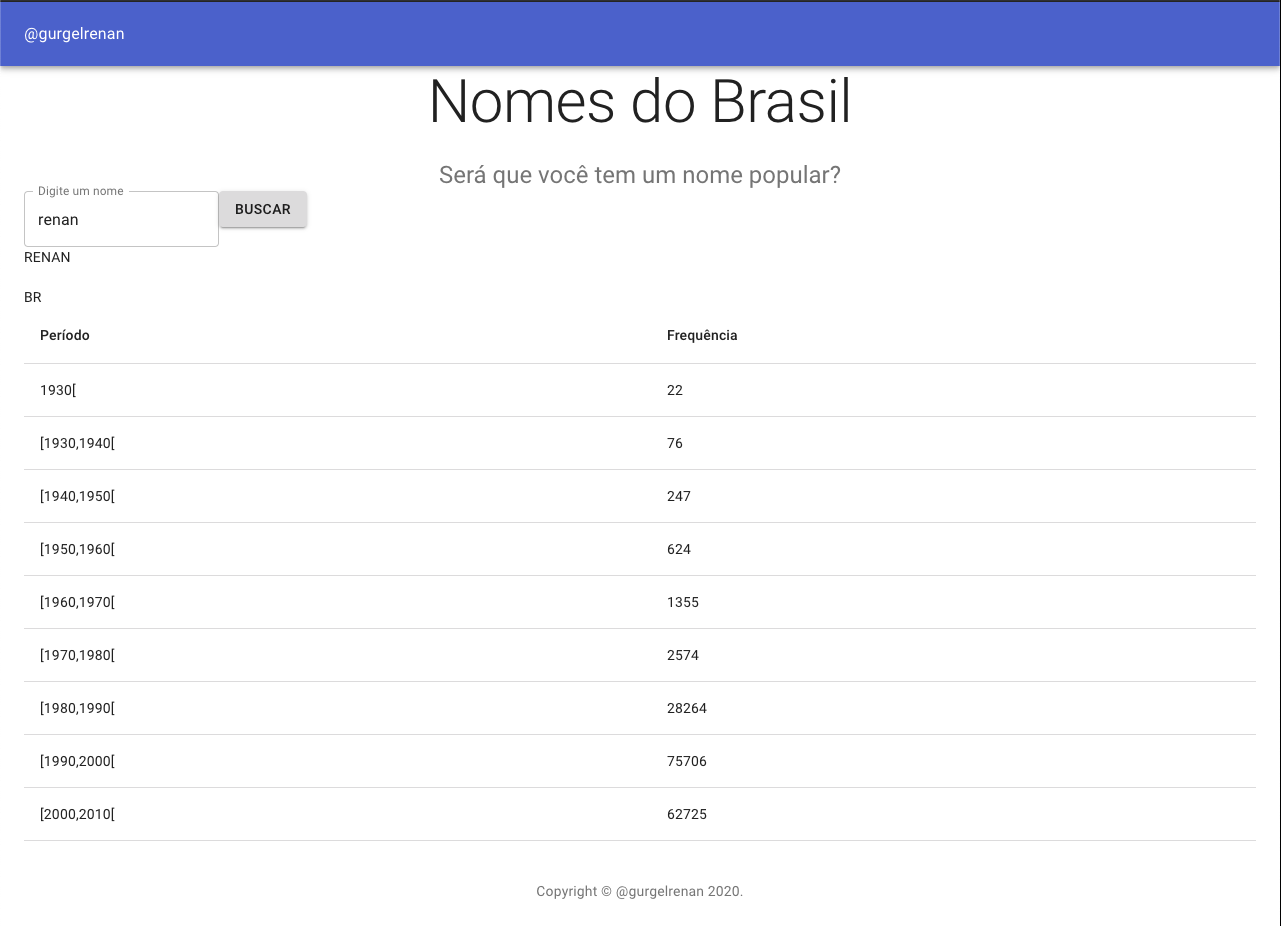 @gurgelrenan
Nomes do Brasil
Será que você tem um nome popular?
Digite um nome
renan
BUSCAR
RENAN
BR
Período Frequência
1930[ 22
[1930,1940[ 76
[1940,1950[ 247
[1950,1960[ 624
[1960,1970[ 1355
[1970,1980[ 2574
[1980,1990[ 28264
[1990,2000[ 75706
[2000,2010[ 62725
Copyright © @gurgelrenan 2020.